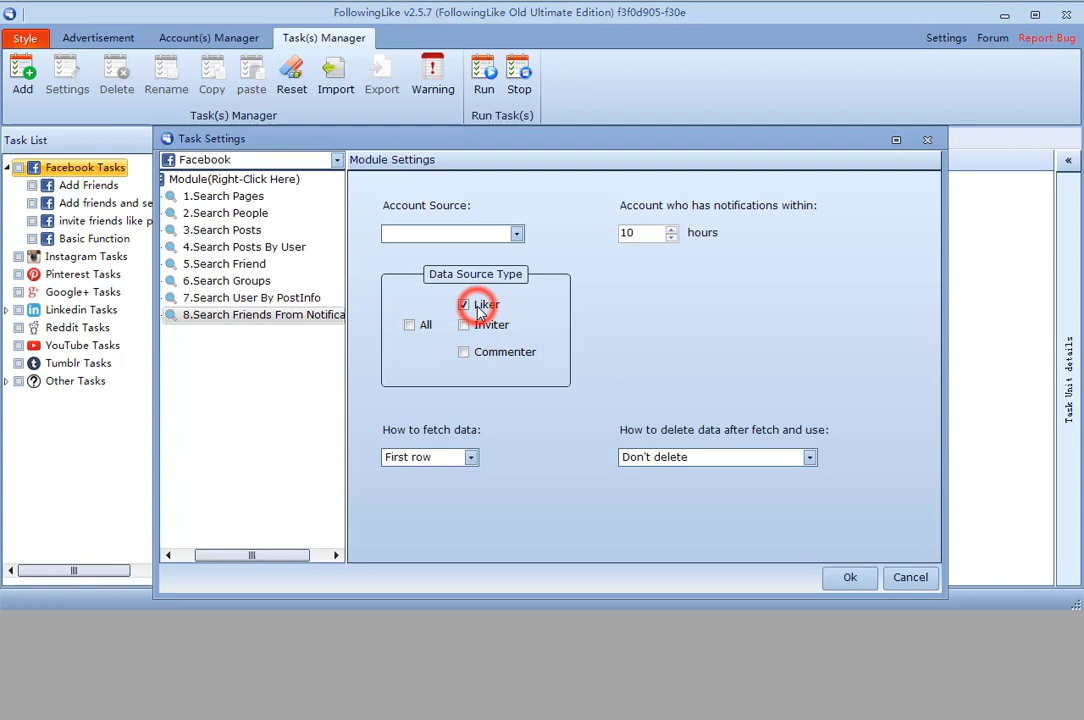 FollowingLike v2.5.7 (FollowingLike Old Ultimate Edition) f3f0d905-f30e
Style Advertisement Account(s) Manager Task(s) Manager Settings Forum Report Bug
Add Settings Delete Rename Copy paste Reset Import Export Warning Run Stop
Task(s) Manager Run Task(s)
Task List
Facebook Tasks
Add Friends
Add friends and se
invite friends like p
Basic Function
Instagram Tasks
Pinterest Tasks
Google+ Tasks
Linkedin Tasks
Reddit Tasks
YouTube Tasks
Tumblr Tasks
Other Tasks
Task Settings
Facebook
Module(Right-Click Here)
1.Search Pages
2.Search People
3.Search Posts
4.Search Posts By User
5.Search Friend
6.Search Groups
7.Search User By PostInfo
8.Search Friends From Notifica
Module Settings
Account Source: Account who has notifications within:
10 hours
Data Source Type
Liker
All Inviter
Commenter
How to fetch data: How to delete data after fetch and use:
First row Don't delete
Ok Cancel
«
Task Unit details